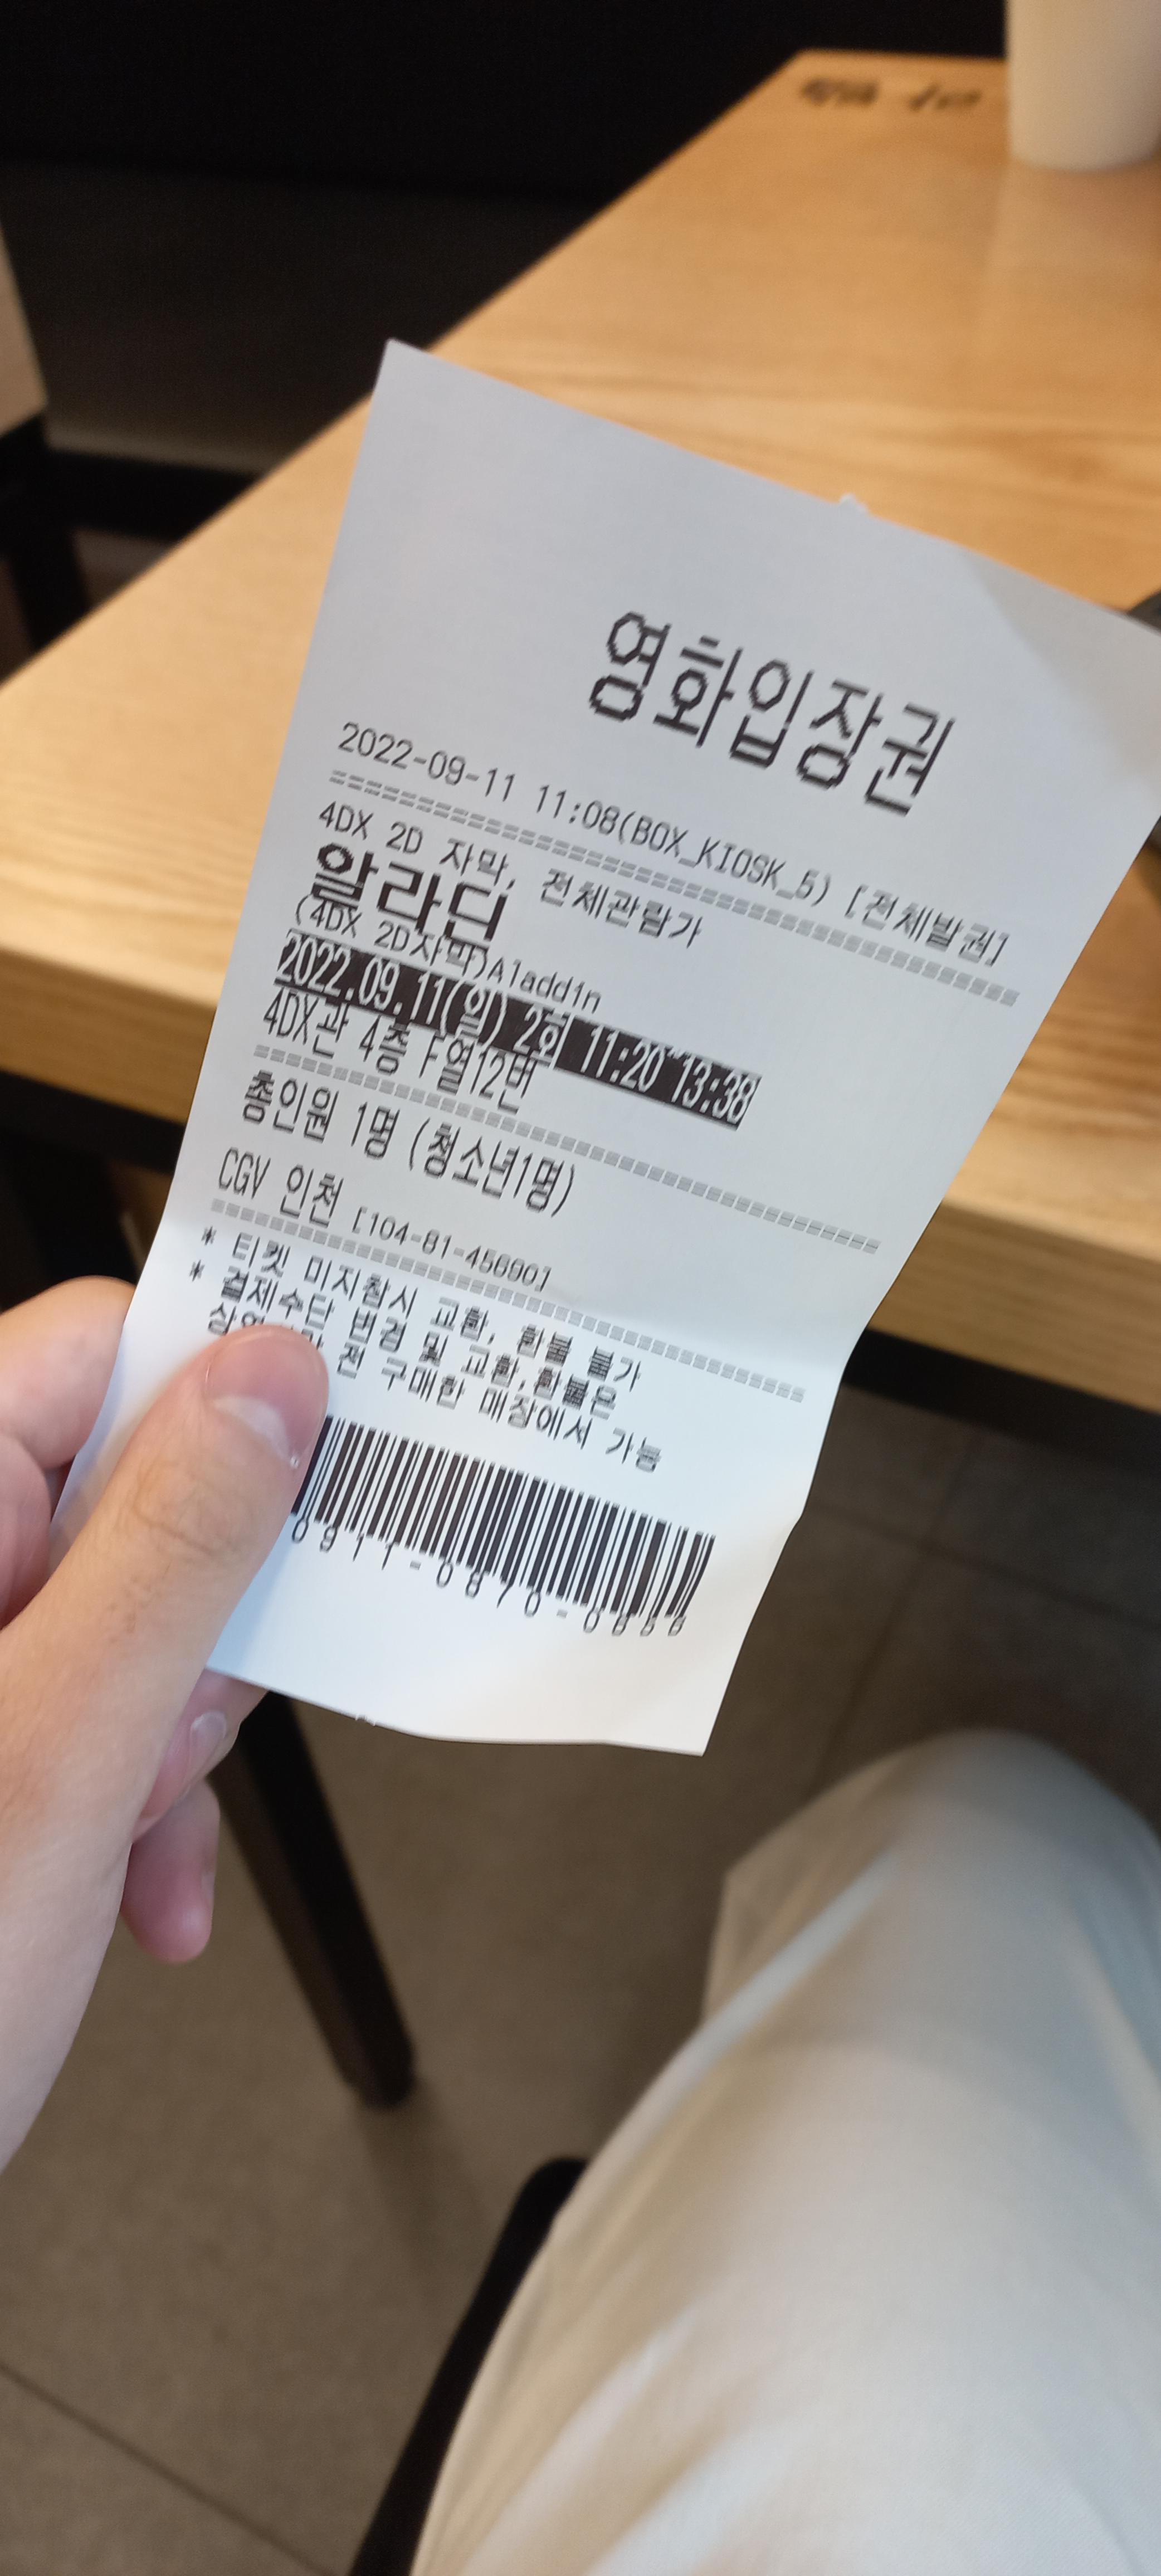 영화입장권
2022-09-11 11:08(BOX_KIOSK_5) [전체발권]
4DX 2D 자막, 전체관람가
알라딘
(4DX 2D자막)Aladdin
2022.09.11(일) 2회 11:20~13:38
4DX관 4층 F열12번
총인원 1명 (청소년1명)
CGV 인천 [104-81-45690]
* 티켓 미지참시 교환, 환불 불가
* 결제수단 변경 및 교환,환불은
전 구매한 매장에서 가능